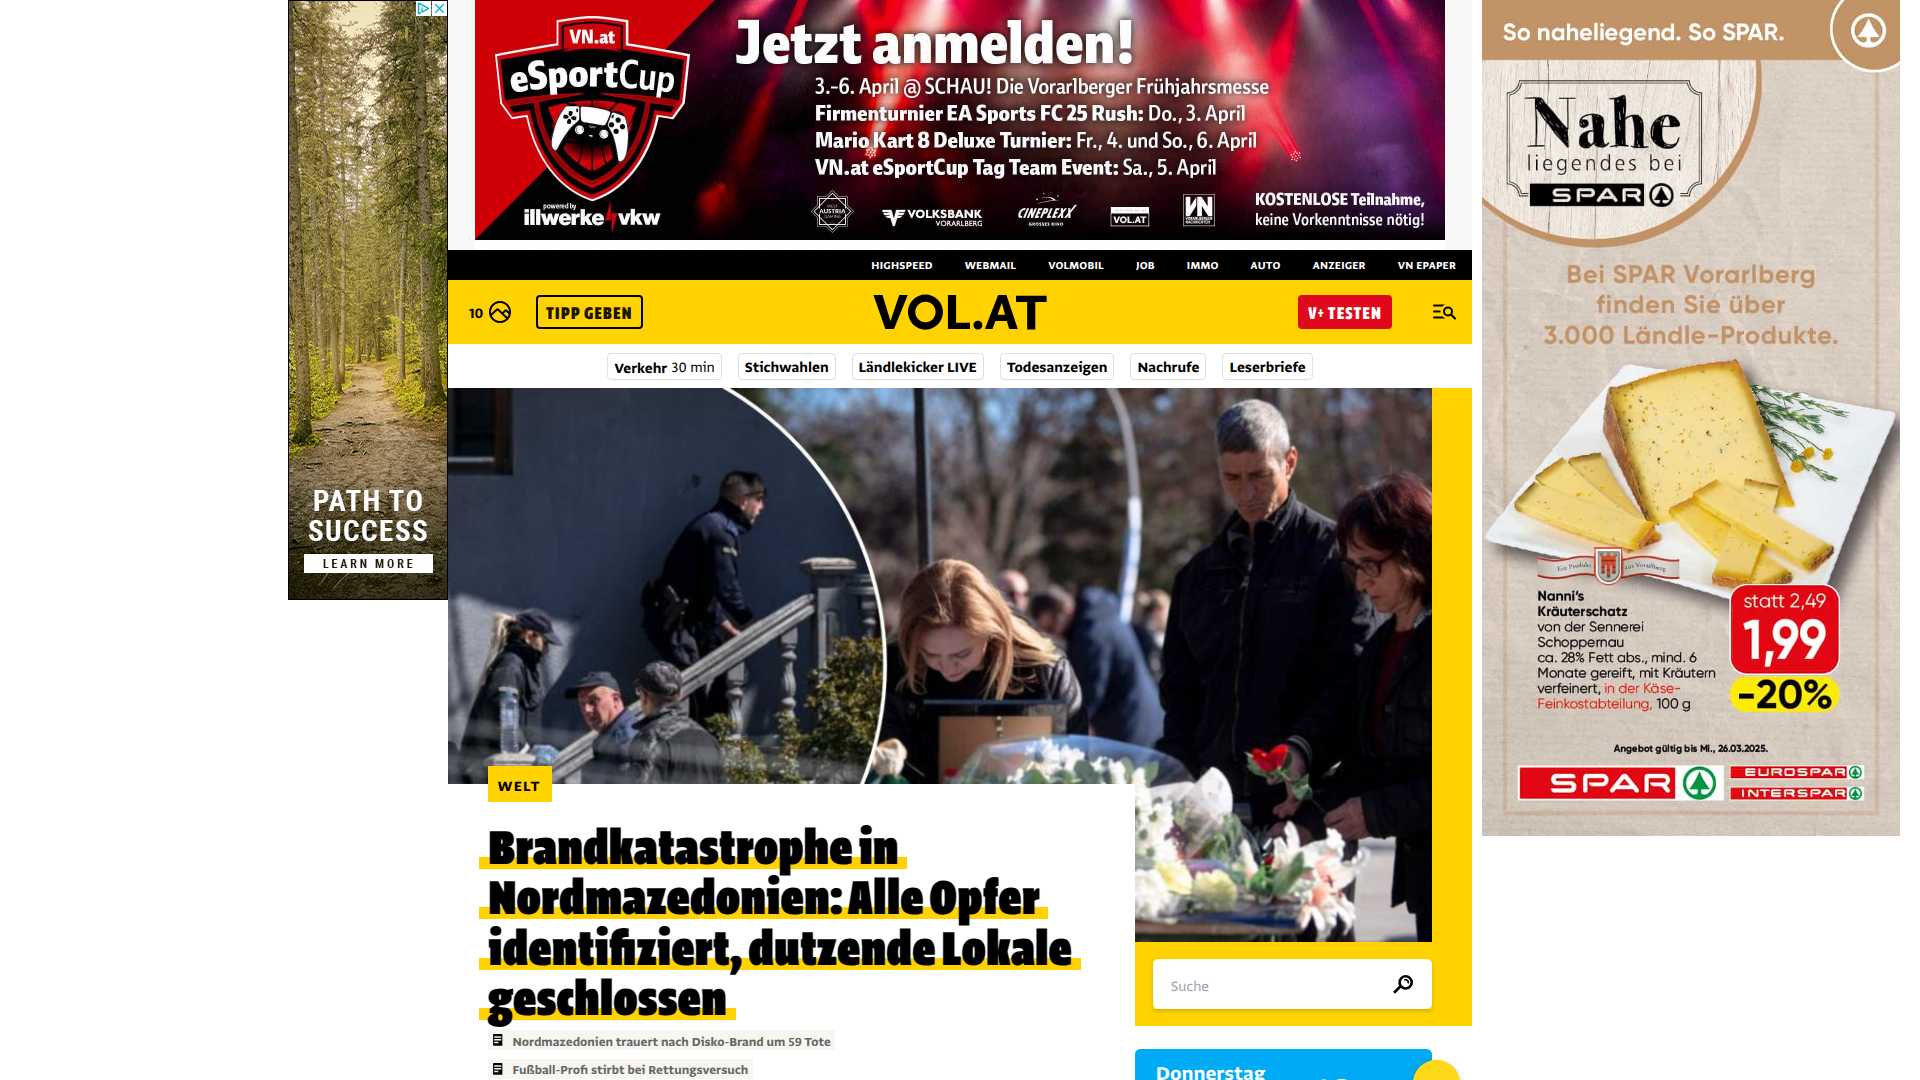 PATH TO
SUCCESS
LEARN MORE
VN.at
eSportCup
powered by
illwerke vkw
Jetzt anmelden!
3.-6. April @ SCHAU! Die Vorarlberger Frühjahrsmesse
Firmenturnier EA Sports FC 25 Rush: Do., 3. April
Mario Kart 8 Deluxe Turnier: Fr., 4. und So., 6. April
VN.at eSportCup Tag Team Event: Sa., 5. April
AUSTRIA
VOLKSBANK
VORARLBERG
CINEPLEXX
VOL.AT
VN
KOSTENLOSE Teilnahme,
keine Vorkenntnisse nötig!
HIGHSPEED WEBMAIL VOLMOBIL JOB IMMO AUTO ANZEIGER VN EPAPER
10 TIPP GEBEN VOL.AT V+ TESTEN
Verkehr 30 min Stichwahlen Ländlekicker LIVE Todesanzeigen Nachrufe Leserbriefe
WELT
Brandkatastrophe in
Nordmazedonien: Alle Opfer
identifiziert, dutzende Lokale
geschlossen
Nordmazedonien trauert nach Disko-Brand um 59 Tote
Fußball-Profi stirbt bei Rettungsversuch
Suche
Donnerstag
So naheliegend. So SPAR.
Nahe
liegendes bei
SPAR
Bei SPAR Vorarlberg
finden Sie über
3.000 Ländle-Produkte.
Ein Produkt aus Vorarlberg
Nanni's
Kräuterschatz
von der Sennerei
Schoppernau
ca. 28% Fett abs., mind. 6
Monate gereift, mit Kräutern
verfeinert, in der Käse-
Feinkostabteilung, 100 g
statt 2,49
1,99
-20%
Angebot gültig bis Mi., 26.03.2025.
SPAR
EUROSPAR
INTERSPAR